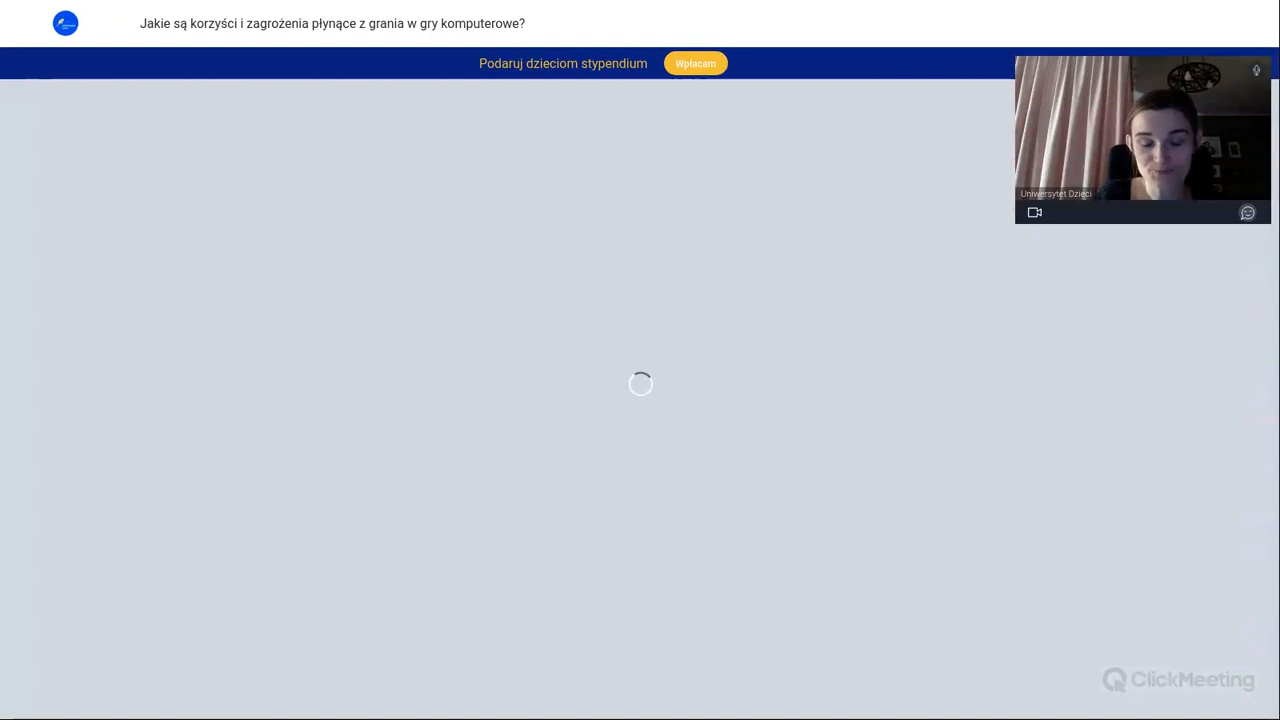 Jakie są korzyści i zagrożenia płynące z grania w gry komputerowe?
Podaruj dzieciom stypendium
Wpłacam
Uniwersytet Dzieci
ClickMeeting